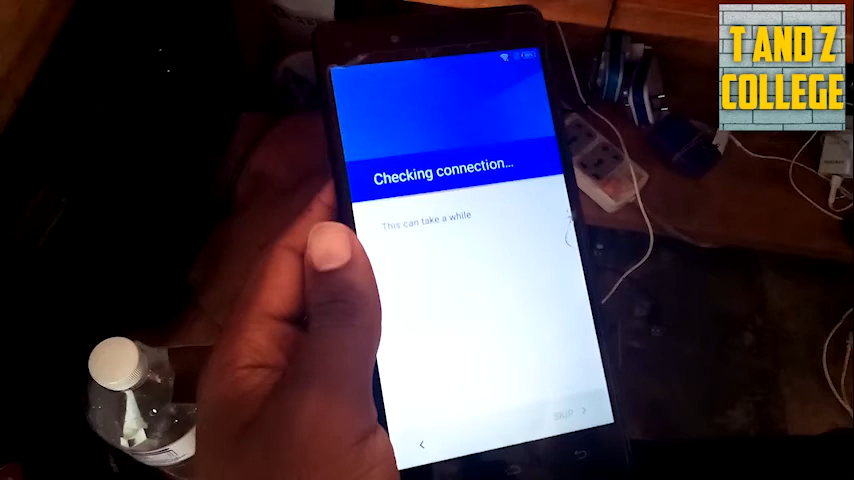 T AND Z
COLLEGE
Checking connection...
This can take a while
SKIP